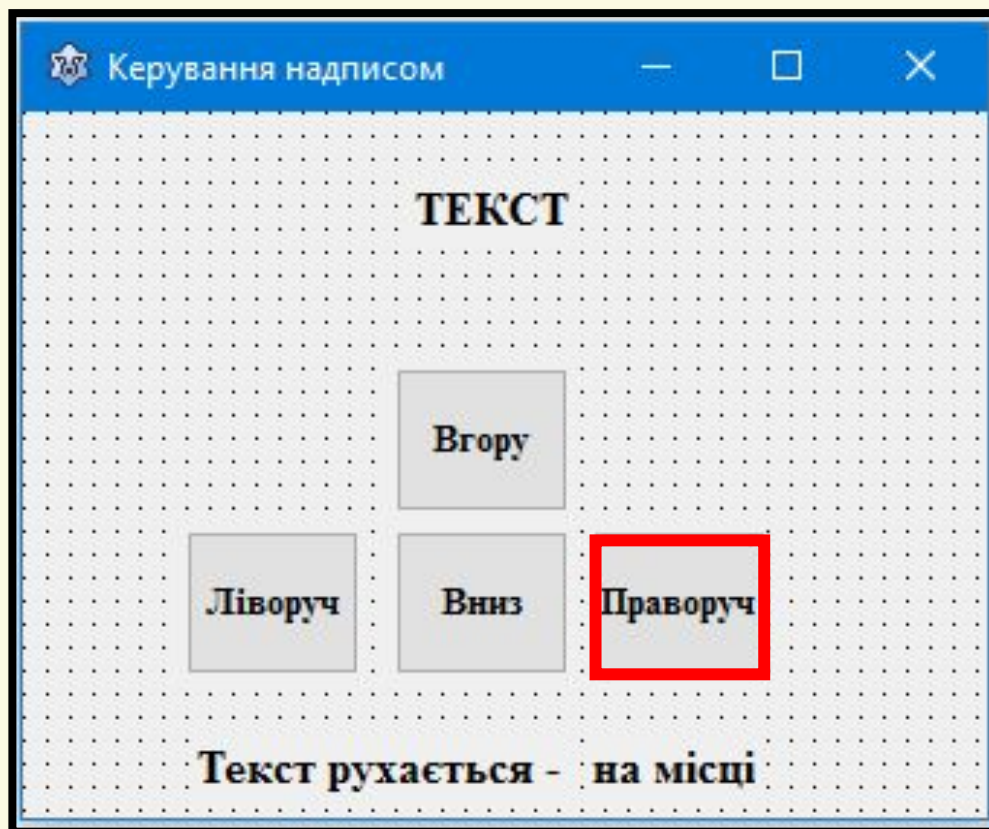 Керування надписом
ТЕКСТ
Вгору
Ліворуч Вниз Праворуч
Текст рухається - на місці